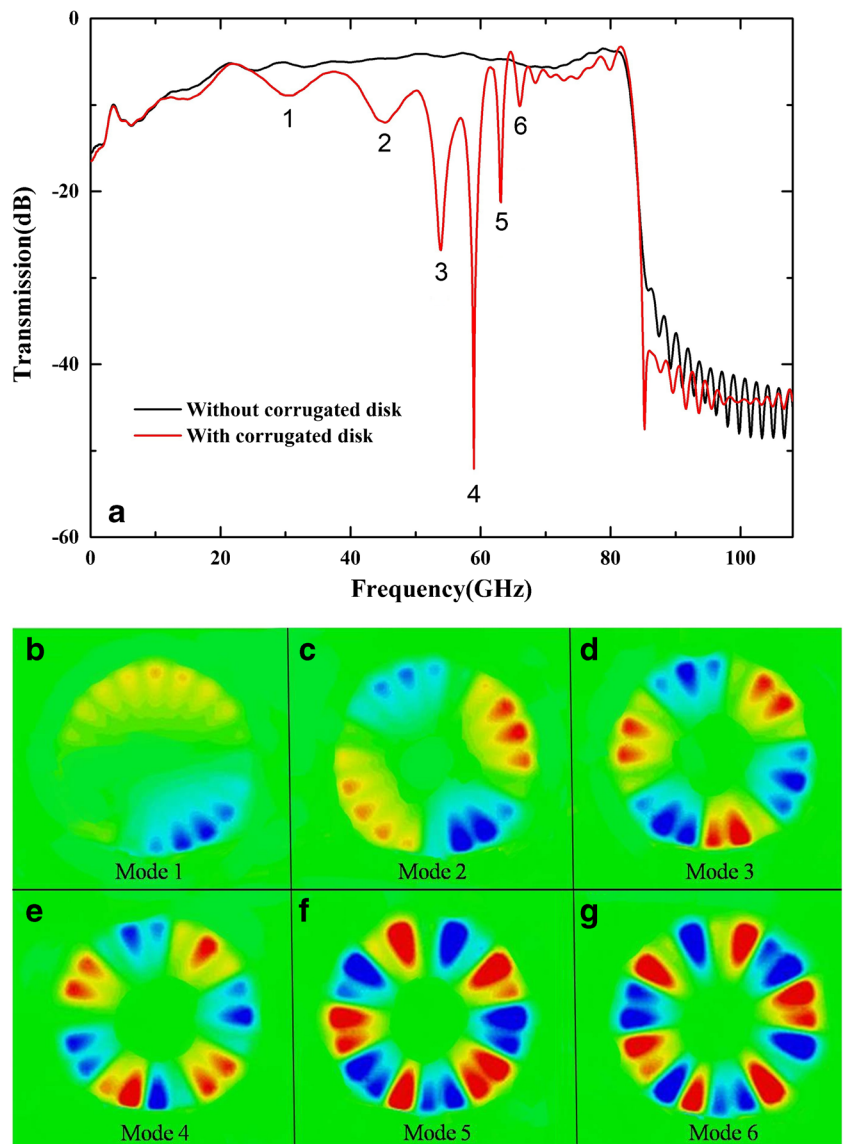 0
-20
-40
-60
Transmission(dB)
1
2
3
4
5
6
Without corrugated disk
With corrugated disk
a
0 20 40 60 80 100
Frequency(GHz)
b c d
Mode 1 Mode 2 Mode 3
e f g
Mode 4 Mode 5 Mode 6